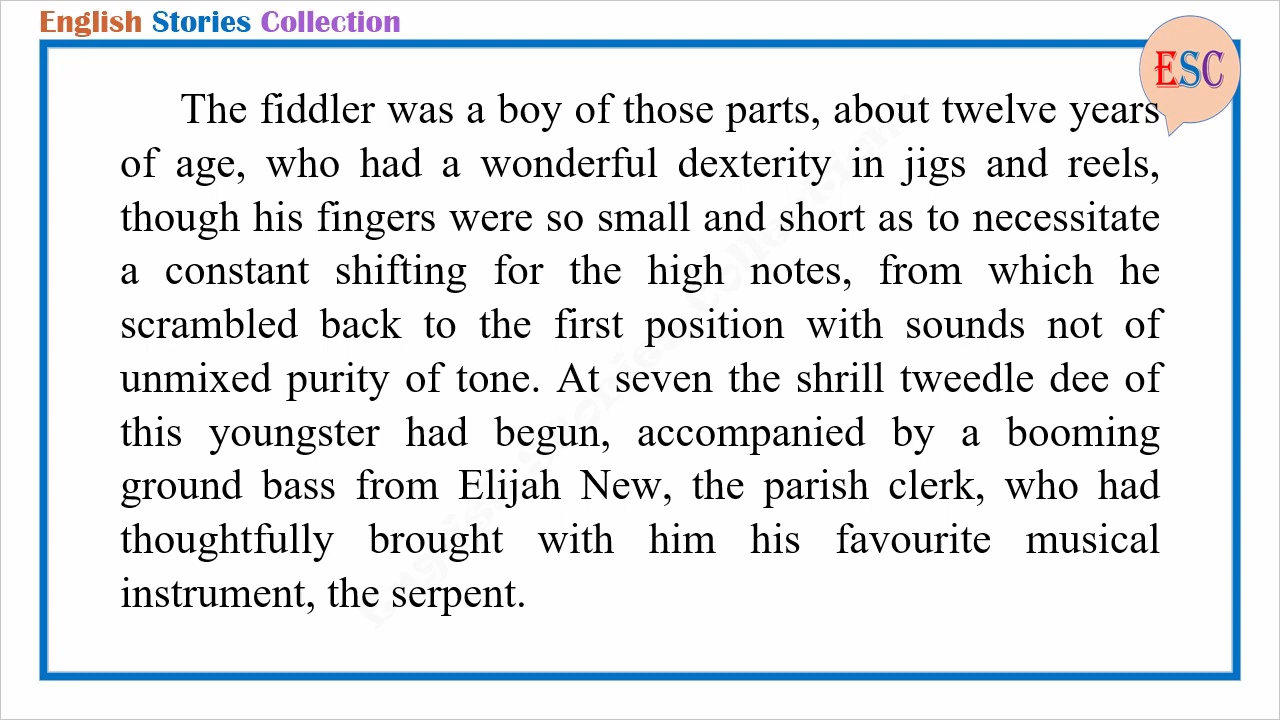 English Stories Collection
ESC
The fiddler was a boy of those parts, about twelve years
of age, who had a wonderful dexterity in jigs and reels,
though his fingers were so small and short as to necessitate
a constant shifting for the high notes, from which he
scrambled back to the first position with sounds not of
unmixed purity of tone. At seven the shrill tweedle dee of
this youngster had begun, accompanied by a booming
ground bass from Elijah New, the parish clerk, who had
thoughtfully brought with him his favourite musical
instrument, the serpent.